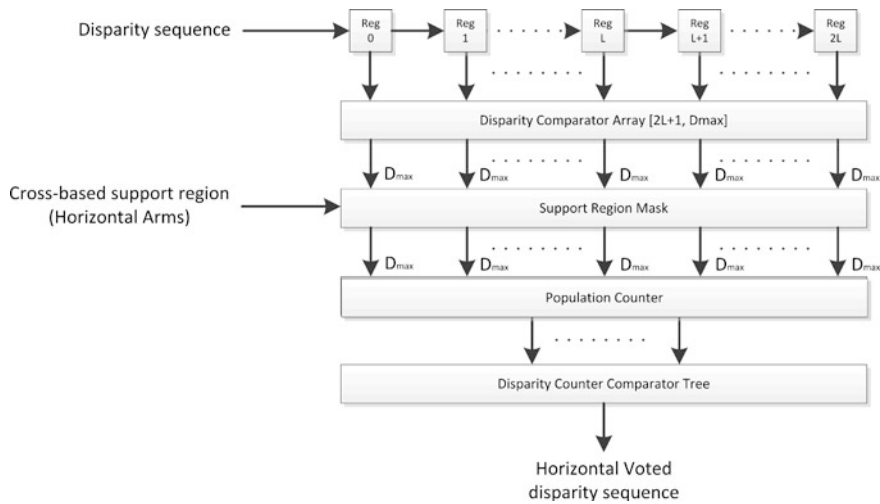 Disparity sequence
Reg 0
Reg 1
Reg L
Reg L+1
Reg 2L
Disparity Comparator Array [2L+1, Dmax]
Dmax Dmax Dmax Dmax Dmax
Cross-based support region
(Horizontal Arms)
Support Region Mask
Dmax Dmax Dmax Dmax Dmax
Population Counter
Disparity Counter Comparator Tree
Horizontal Voted
disparity sequence